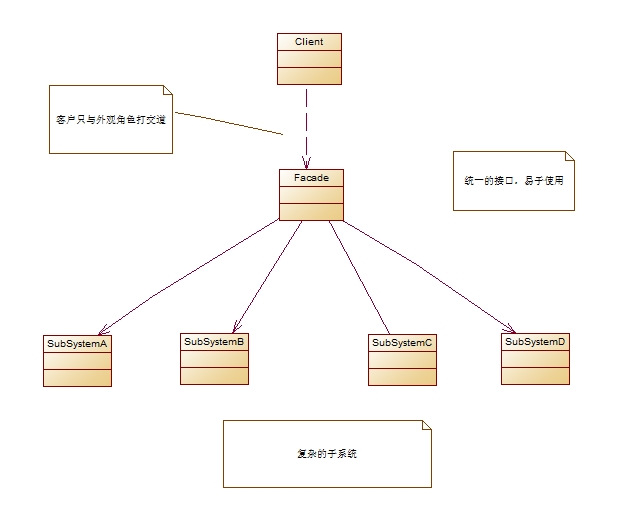 Client
客户只与外观角色打交道
Facade
统一的接口，易于使用
SubSystemA
SubSystemB
SubSystemC
SubSystemD
复杂的子系统